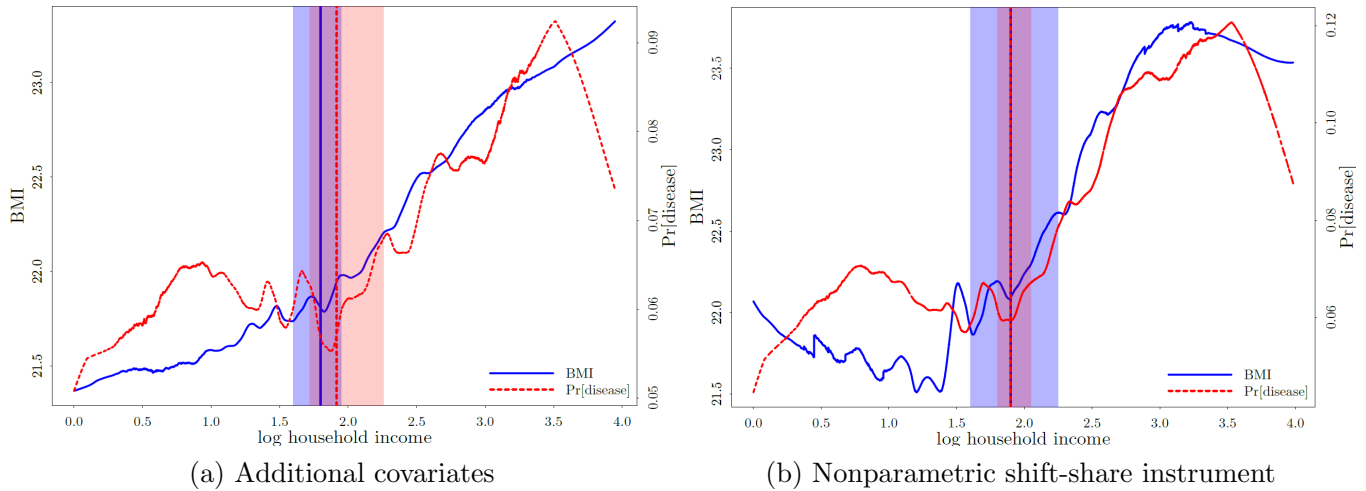 BMI
23.0
22.5
22.0
21.5
0.09
0.08
0.07
0.06
0.05
Pr[disease]
BMI
Pr[disease]
0.0 0.5 1.0 1.5 2.0 2.5 3.0 3.5 4.0
log household income
(a) Additional covariates
BMI
23.5
23.0
22.5
22.0
21.5
0.12
0.10
0.08
0.06
Pr[disease]
BMI
Pr[disease]
0.0 0.5 1.0 1.5 2.0 2.5 3.0 3.5 4.0
log household income
(b) Nonparametric shift-share instrument